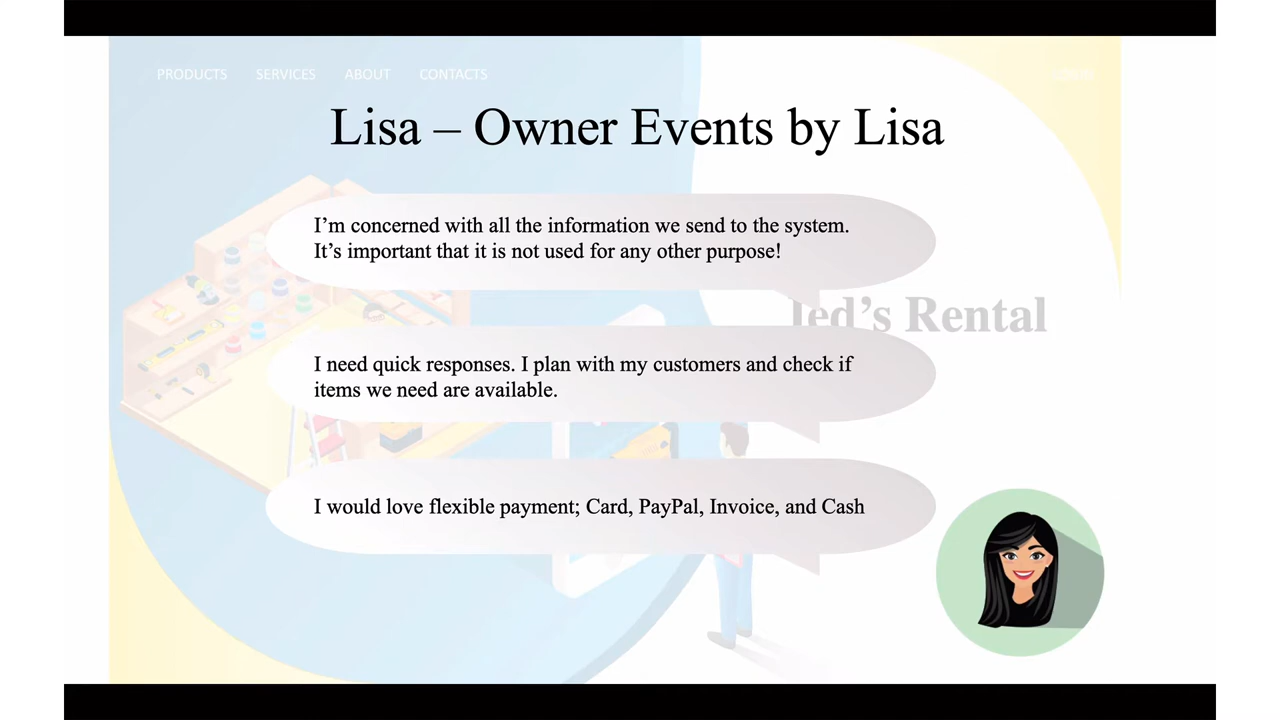 PRODUCTS SERVICES ABOUT CONTACTS
Lisa – Owner Events by Lisa
I’m concerned with all the information we send to the system.
It’s important that it is not used for any other purpose!
Ted’s Rental
I need quick responses. I plan with my customers and check if
items we need are available.
I would love flexible payment; Card, PayPal, Invoice, and Cash